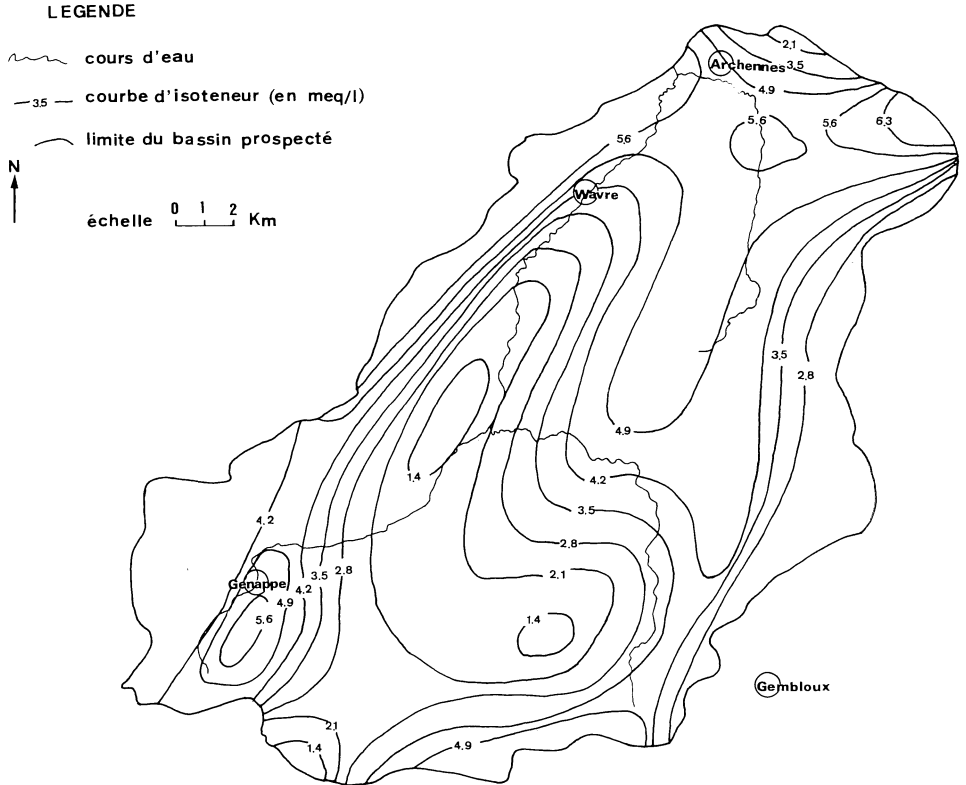 LEGENDE
cours d'eau
3.5 courbe d'isoteneur (en meq/l)
limite du bassin prospecté
N
échelle 0 1 2 Km
2,1
Archennes 3,5
4,9
5,6
5,6
6,3
5,6
Wavre
3,5
2,8
4,9
1,4
4,2
4,2
3,5
2,8
2,8
3,5
2,1
Génappe
4,2
4,9
5,6
1,4
Gembloux
2,1
1,4
4,9